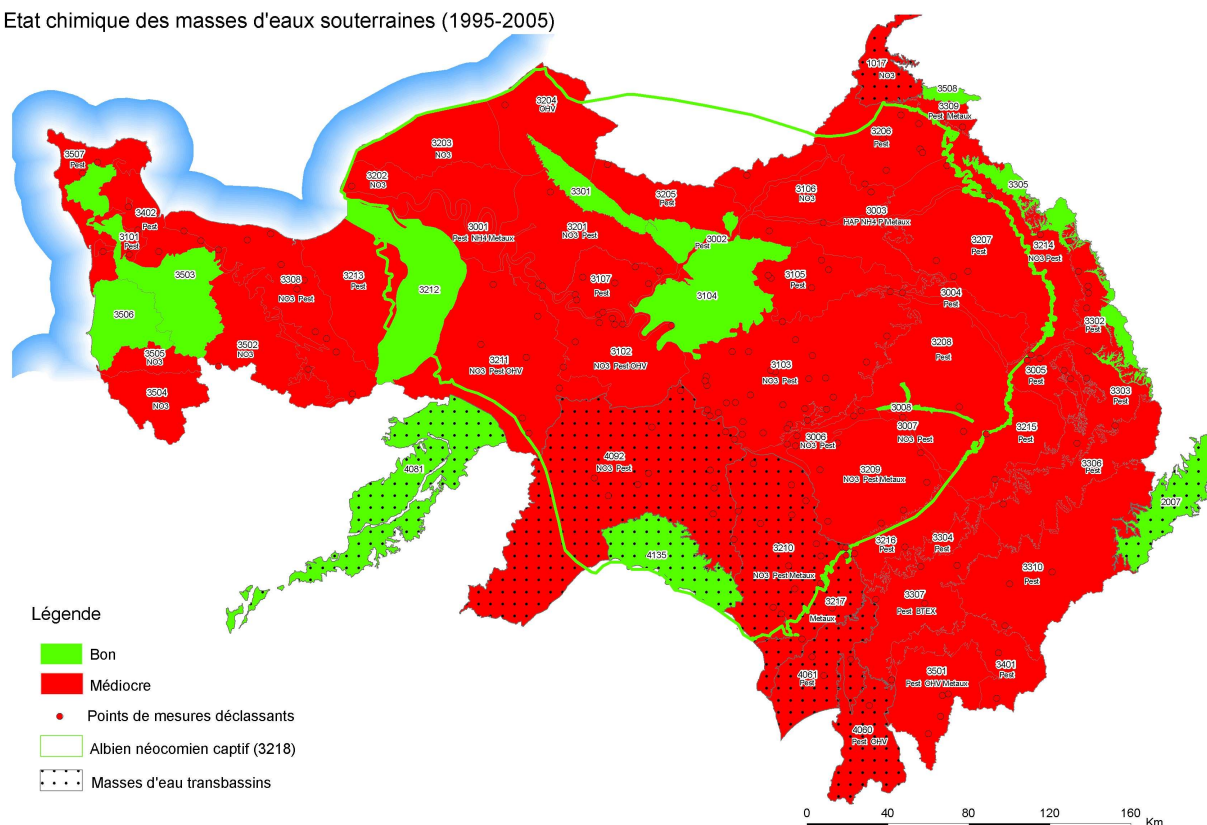 Etat chimique des masses d'eaux souterraines (1995-2005)
1017
NO3
3508
3309
Pest Metaux
3204
OHV
3206
Pest
3203
NO3
3507
Pest
3202
NO3
3301
3205
Pest
3106
NO3
3305
3402
Pest
3003
HAP NH4 P Metaux
3101
Pest
3001
Pest NH4 Metaux
3201
NO3 Pest
3002
Pest
3207
Pest
3214
NO3 Pest
3503
3308
NO3 Pest
3213
Pest
3212
3107
Pest
3105
Pest
3104
3004
Pest
3506
3302
Pest
3505
NO3
3502
NO3
3211
NO3 Pest OHV
3102
NO3 Pest OHV
3103
NO3 Pest
3208
Pest
3005
Pest
3504
NO3
3303
Pest
3008
3007
NO3 Pest
3215
Pest
3006
NO3 Pest
4081
4092
NO3 Pest
3209
NO3 Pest Metaux
3306
Pest
2007
4135
3210
NO3 Pest Metaux
3216
Pest
3304
Pest
3310
Pest
3217
Metaux
3307
Pest BTEX
4061
Pest
3501
Pest OHV Metaux
3401
Pest
4060
Pest OHV
Légende
Bon
Médiocre
Points de mesures déclassants
Albien néocomien captif (3218)
Masses d'eau transbassins
0 40 80 120 160
Km